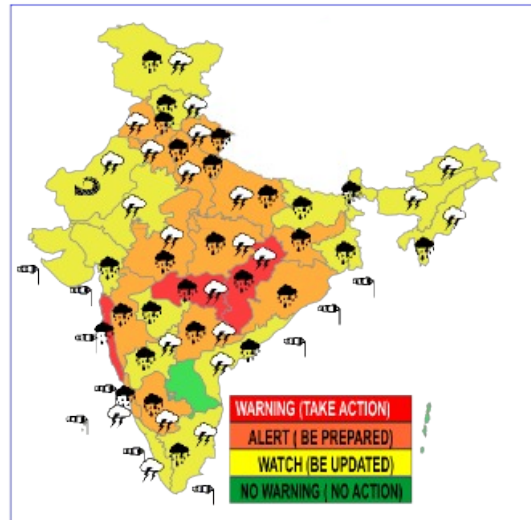 WARNING (TAKE ACTION)
ALERT ( BE PREPARED)
WATCH (BE UPDATED)
NO WARNING ( NO ACTION)